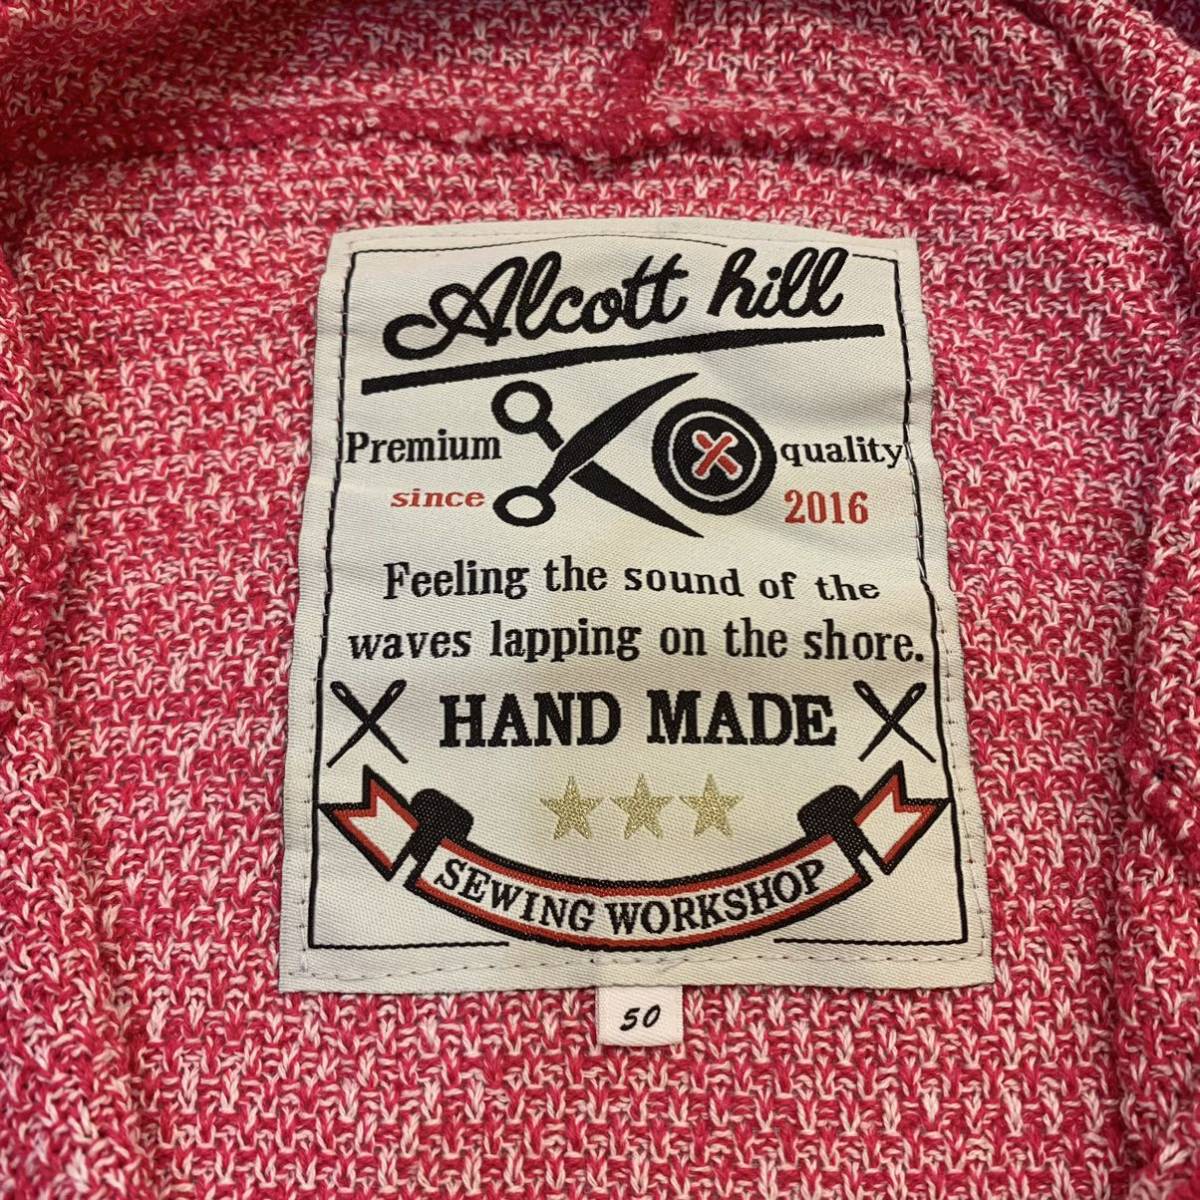 Alcott hill
Premium quality
since 2016
Feeling the sound of the
waves lapping on the shore.
HAND MADE
SEWING WORKSHOP
50